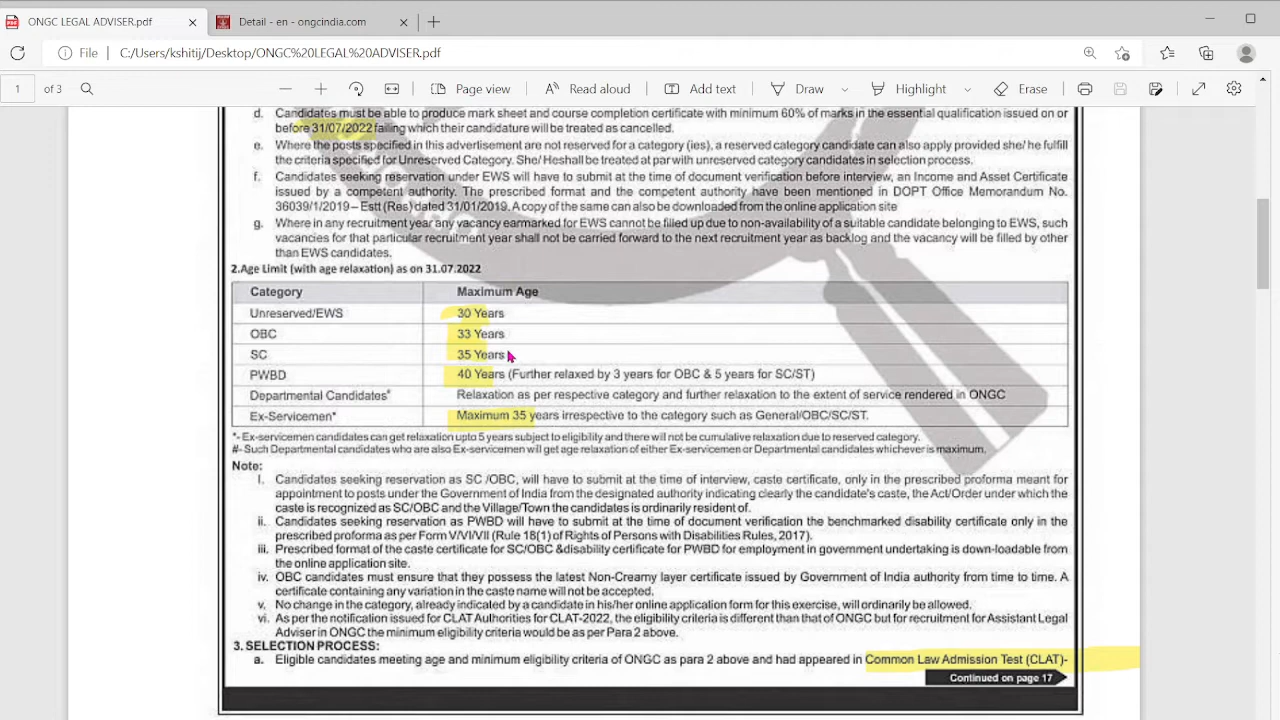 ONGC LEGAL ADVISER.pdf
Detail - en - ongcindia.com
File
C:/Users/kshitij/Desktop/ONGC%20LEGAL%20ADVISER.pdf
1 of 3
Page view
Read aloud
Add text
Draw
Highlight
Erase
d. Candidates must be able to produce mark sheet and course completion certificate with minimum 60% of marks in the essential qualification issued on or
before 31/07/2022 failing which their candidature will be treated as cancelled.
e. Where the posts specified in this advertisement are not reserved for a category (ies), a reserved category candidate can also apply provided she/ he fulfill
the criteria specified for Unreserved Category. She/ Heshall be treated at par with unreserved category candidates in selection process.
f. Candidates seeking reservation under EWS will have to submit at the time of document verification before interview, an Income and Asset Certificate
issued by a competent authority. The prescribed format and the competent authority have been mentioned in DOPT Office Memorandum No.
36039/1/2019 – Estt (Res) dated 31/01/2019. A copy of the same can also be downloaded from the online application site
g. Where in any recruitment year any vacancy earmarked for EWS cannot be filled up due to non-availability of a suitable candidate belonging to EWS, such
vacancies for that particular recruitment year shall not be carried forward to the next recruitment year as backlog and the vacancy will be filled by other
than EWS candidates.
2.Age Limit (with age relaxation) as on 31.07.2022
Category Maximum Age
Unreserved/EWS 30 Years
OBC 33 Years
SC 35 Years
PWBD 40 Years (Further relaxed by 3 years for OBC & 5 years for SC/ST)
Departmental Candidates* Relaxation as per respective category and further relaxation to the extent of service rendered in ONGC
Ex-Servicemen* Maximum 35 years irrespective to the category such as General/OBC/SC/ST.
*- Ex-servicemen candidates can get relaxation upto 5 years subject to eligibility and there will not be cumulative relaxation due to reserved category.
#- Such Departmental candidates who are also Ex-servicemen will get age relaxation of either Ex-Servicemen or Departmental candidates whichever is maximum.
Note:
I. Candidates seeking reservation as SC /OBC, will have to submit at the time of interview, caste certificate, only in the prescribed proforma meant for
appointment to posts under the Government of India from the designated authority indicating clearly the candidate's caste, the Act/Order under which the
caste is recognized as SC/OBC and the Village/Town the candidates is ordinarily resident of.
ii. Candidates seeking reservation as PWBD will have to submit at the time of document verification the benchmarked disability certificate only in the
prescribed proforma as per Form V/VI/VII (Rule 18(1) of Rights of Persons with Disabilities Rules, 2017).
iii. Prescribed format of the caste certificate for SC/OBC &disability certificate for PWBD for employment in government undertaking is down-loadable from
the online application site.
iv. OBC candidates must ensure that they possess the latest Non-Creamy layer certificate issued by Government of India authority from time to time. A
certificate containing any variation in the caste name will not be accepted.
v. No change in the category, already indicated by a candidate in his/her online application form for this exercise, will ordinarily be allowed.
vi. As per the notification issued for CLAT Authorities for CLAT-2022, the eligibility criteria is different than that of ONGC but for recruitment for Assistant Legal
Adviser in ONGC the minimum eligibility criteria would be as per Para 2 above.
3. SELECTION PROCESS:
a. Eligible candidates meeting age and minimum eligibility criteria of ONGC as para 2 above and had appeared in Common Law Admission Test (CLAT)-
Continued on page 17